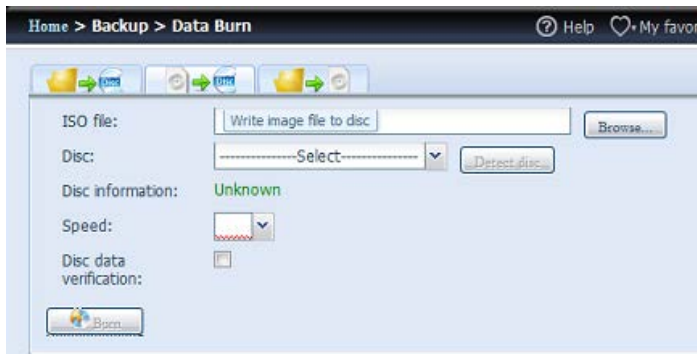 Home > Backup > Data Burn
Help
My favor
ISO file:
Write image file to disc
Browse...
Disc:
--------------Select--------------
Detect disc...
Disc information:
Unknown
Speed:
Disc data
verification:
Burn